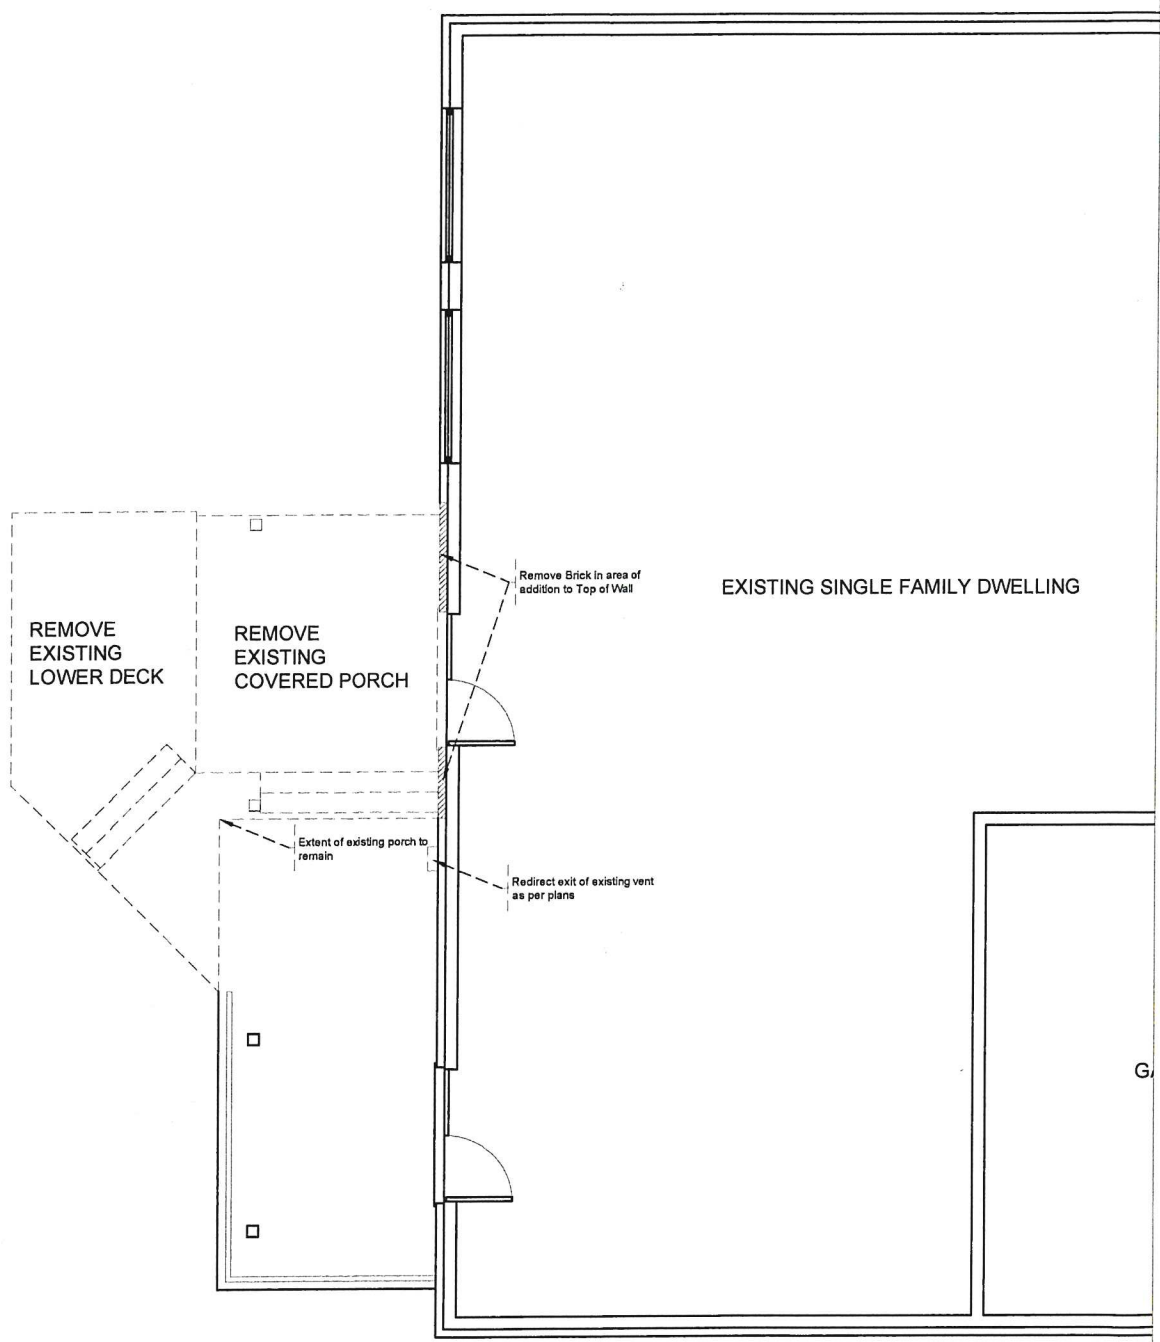 Remove Brick in area of
addition to Top of Wall
EXISTING SINGLE FAMILY DWELLING
REMOVE
EXISTING
LOWER DECK
REMOVE
EXISTING
COVERED PORCH
Extent of existing porch to
remain
Redirect exit of existing vent
as per plans